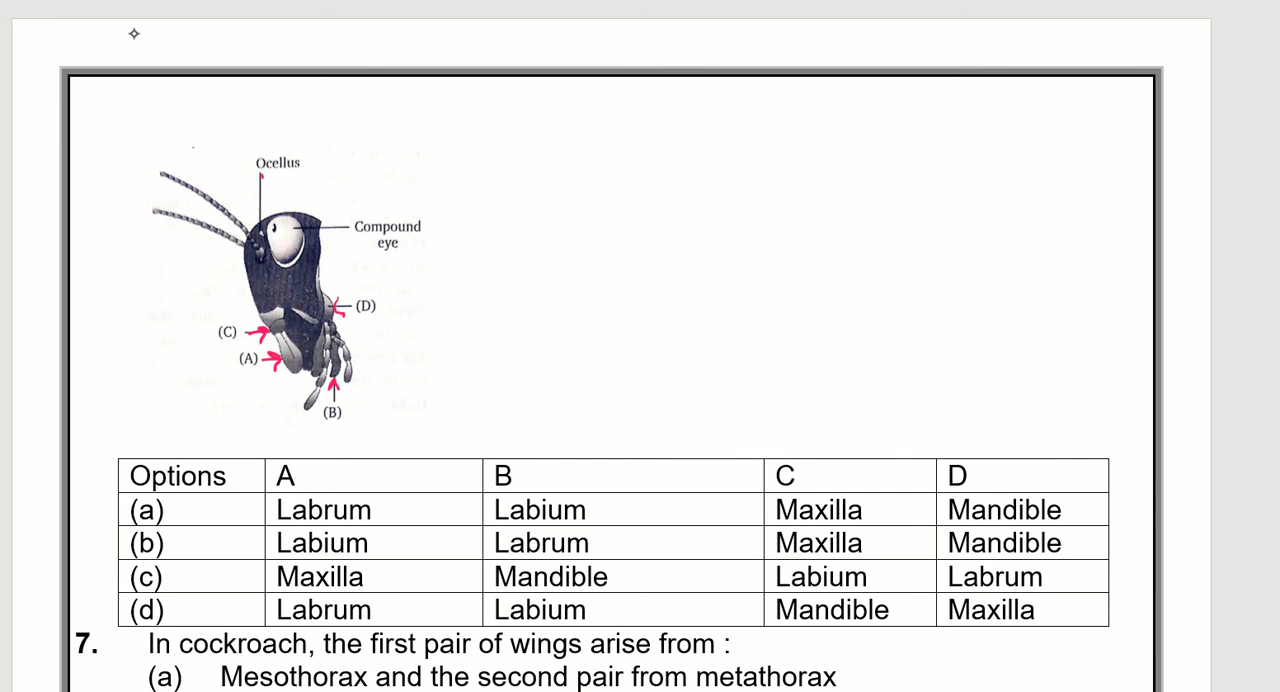 Ocellus
Compound
eye
(D)
(C)
(A)
(B)
Options A B C D
(a) Labrum Labium Maxilla Mandible
(b) Labium Labrum Maxilla Mandible
(c) Maxilla Mandible Labium Labrum
(d) Labrum Labium Mandible Maxilla
7. In cockroach, the first pair of wings arise from :
(a) Mesothorax and the second pair from metathorax